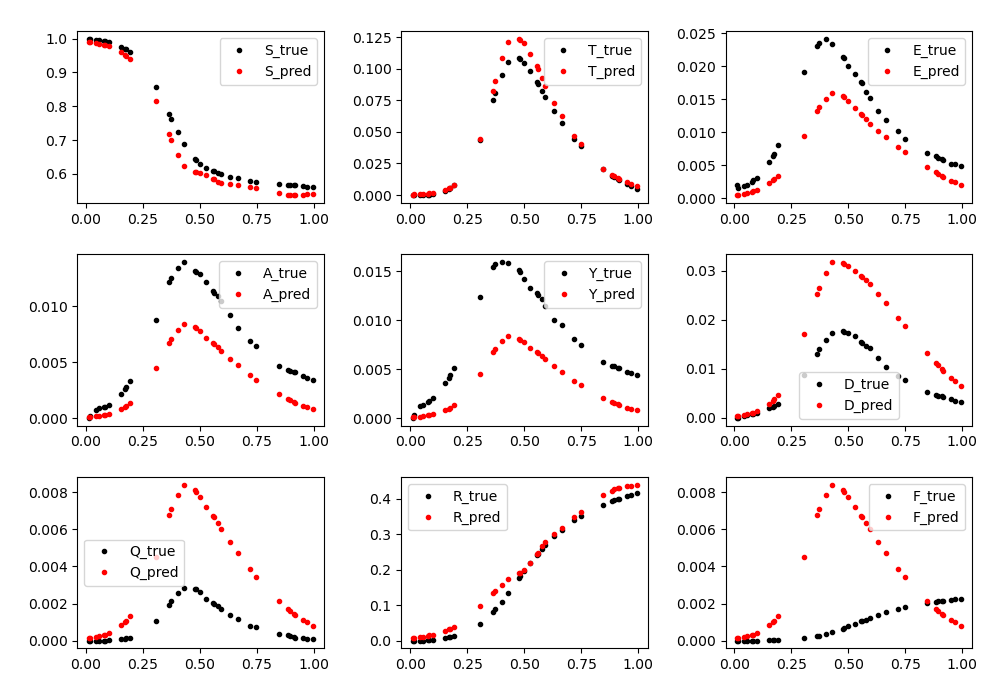 1.0
0.9
0.8
0.7
0.6
S_true
S_pred
0.00 0.25 0.50 0.75 1.00
0.125
0.100
0.075
0.050
0.025
0.000
T_true
T_pred
0.00 0.25 0.50 0.75 1.00
0.025
0.020
0.015
0.010
0.005
0.000
E_true
E_pred
0.00 0.25 0.50 0.75 1.00
0.010
0.005
0.000
A_true
A_pred
0.00 0.25 0.50 0.75 1.00
0.015
0.010
0.005
0.000
Y_true
Y_pred
0.00 0.25 0.50 0.75 1.00
0.03
0.02
0.01
0.00
D_true
D_pred
0.00 0.25 0.50 0.75 1.00
0.008
0.006
0.004
0.002
0.000
Q_true
Q_pred
0.00 0.25 0.50 0.75 1.00
0.4
0.3
0.2
0.1
0.0
R_true
R_pred
0.00 0.25 0.50 0.75 1.00
0.008
0.006
0.004
0.002
0.000
F_true
F_pred
0.00 0.25 0.50 0.75 1.00